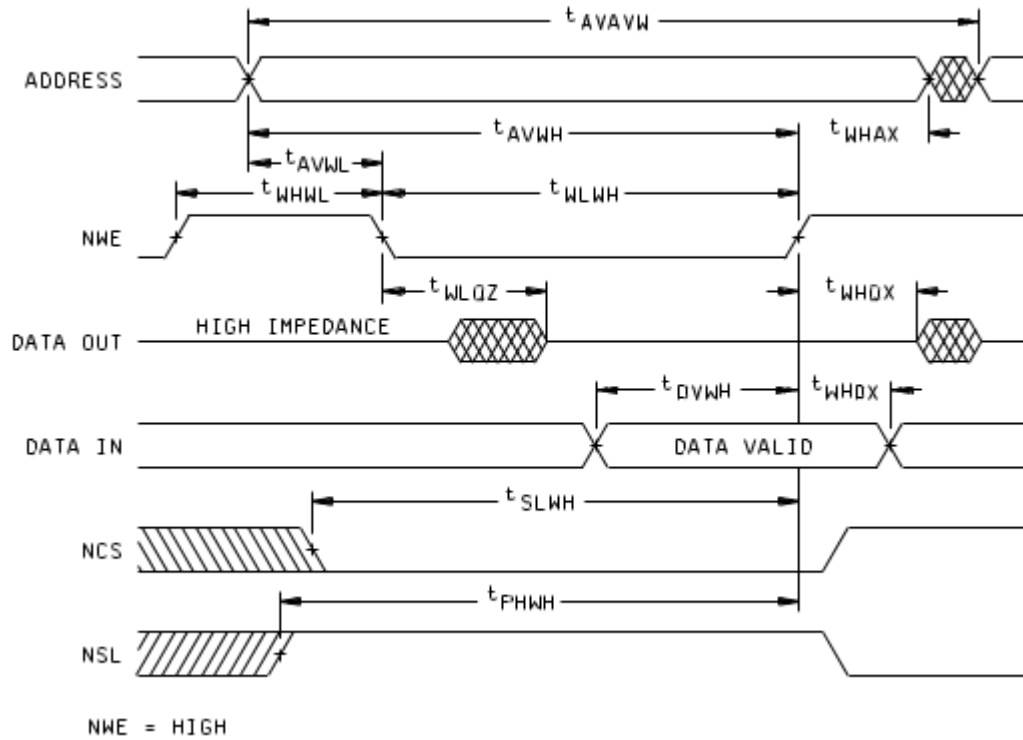 tAVAVW
ADDRESS
tAVWH
tWHAX
tAVWL
tWHWL
tWLWH
NWE
tWLQZ
tWHQX
HIGH IMPEDANCE
DATA OUT
tDVWH
tWHDX
DATA IN
DATA VALID
tSLWH
NCS
tPHWH
NSL
NWE = HIGH